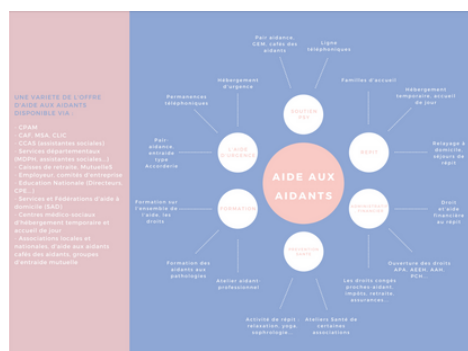 UNE VARIETE DE L'OFFRE
D'AIDE AUX AIDANTS
DISPONIBLE VIA :
- CPAM
- CAF, MSA, CLIC
- CCAS (assistantes sociales)
- Services départementaux
(MDPH, assistantes sociales...)
- Caisses de retraite, Mutuelles
- Employeur, comités d'entreprise
- Education Nationale (Directeurs,
CPE...)
- Services et Fédérations d'aide à
domicile (SAD)
- Centres médico-sociaux
d'hébergement temporaire et
accueil de jour
- Associations locales et
nationales, d'aide aux aidants
cafés des aidants, groupes
d'entraide mutuelle
Pair aidance,
GEM, cafés des
aidants
Ligne
téléphoniques
Hébergement
d'urgence
Familles d'accueil
Permanences
téléphoniques
Hébergement
temporaire, accueil
de jour
SOUTIEN
PSY
Pair
aidance,
entraide
type
Accorderie
L'AIDE
D'URGENCE
RÉPIT
Relayage à
domicile,
séjours de
répit
AIDE AUX
AIDANTS
Formation sur
l'ensemble de
l'aide, les
droits
FORMATION
Droit
et aide
financière
au répit
Formation
des
aidants aux
pathologies
Ouverture des droits
APA, AEEH, AAH,
PCH...
Atelier aidant-
professionnel
Les droits congés
proches aidant,
impôts, retraite
assurances...
Activité de répit :
relaxation, yoga,
sophrologie...
Ateliers Santé de
certaines
associations